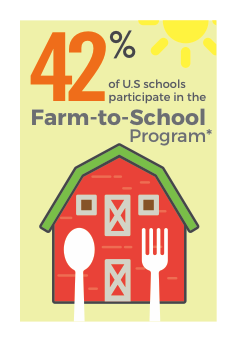 42%
of U.S schools
participate in the
Farm-to-School
Program*